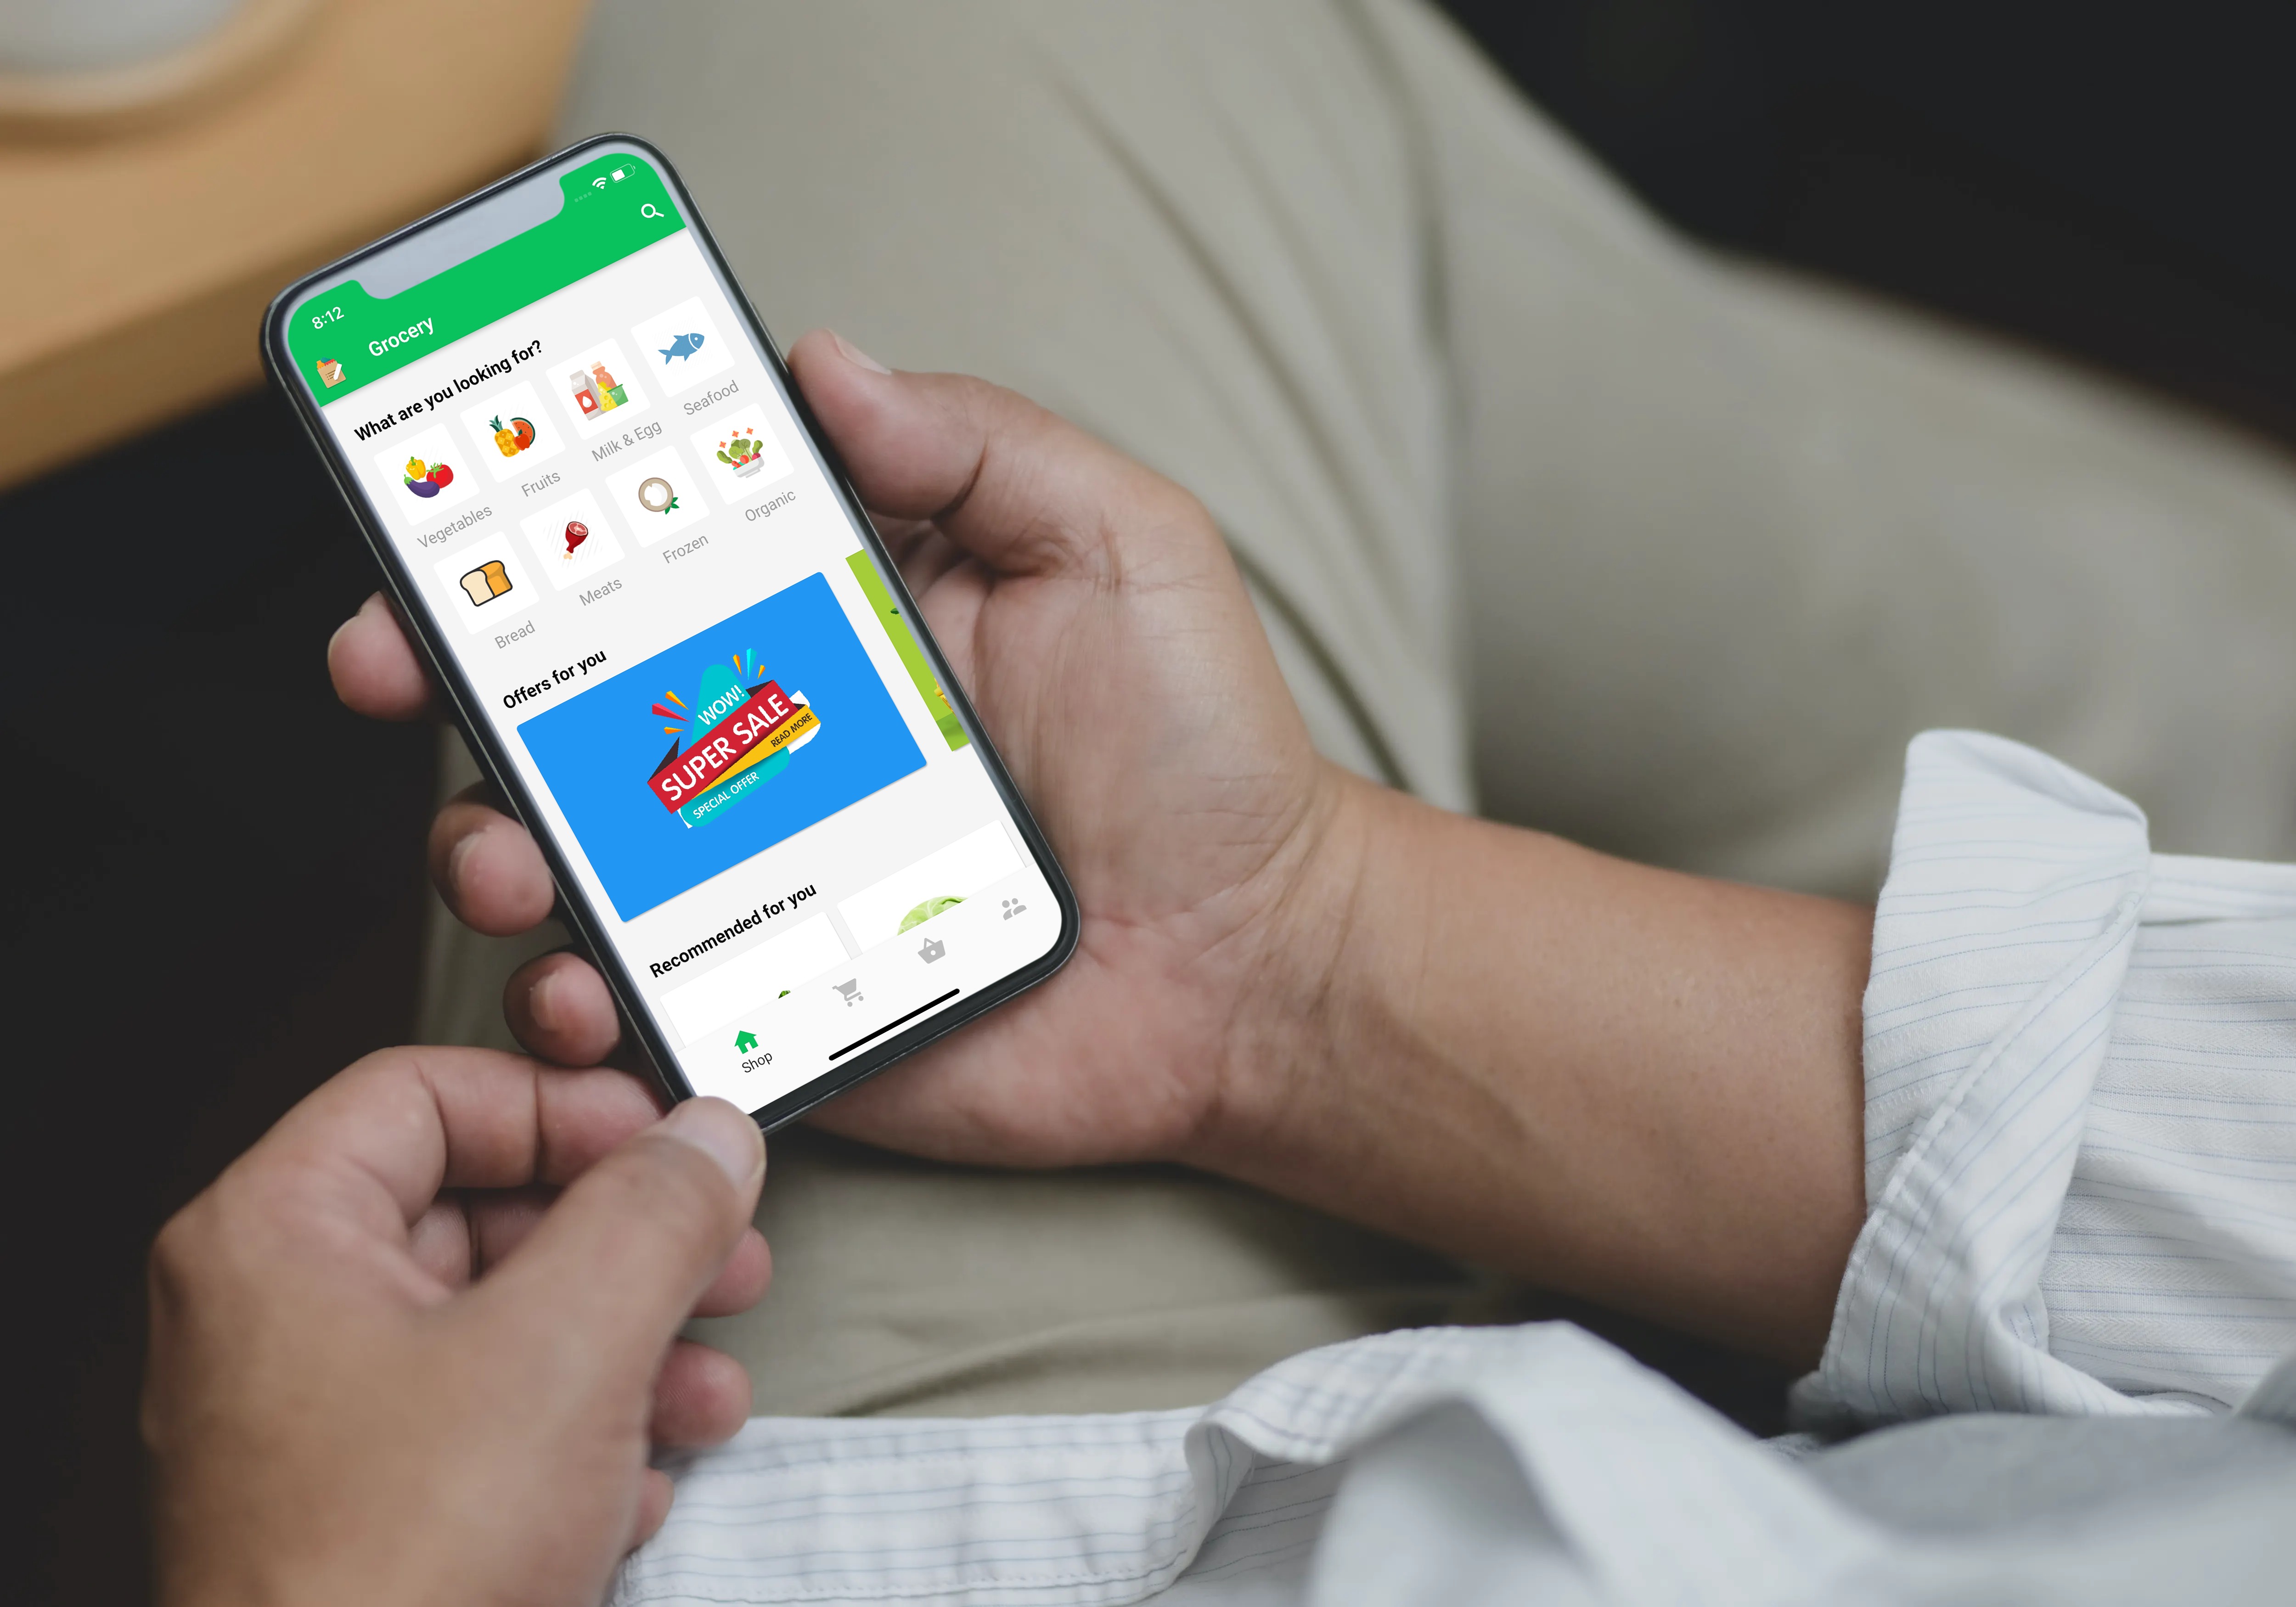 8:12
Grocery
What are you looking for?
Vegetables
Fruits
Milk & Egg
Seafood
Bread
Meats
Frozen
Organic
Offers for you
WOW!
SUPER SALE
READ MORE
SPECIAL OFFER
Recommended for you
Shop